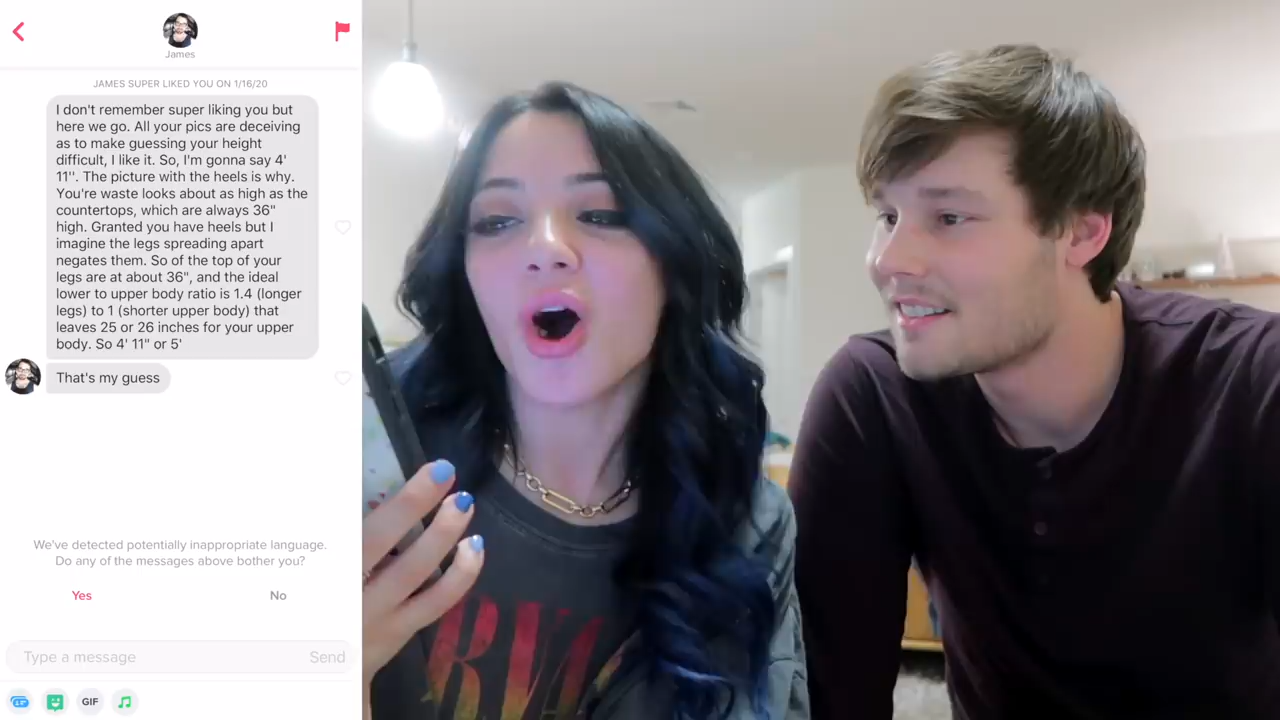 James
JAMES SUPER LIKED YOU ON 1/16/20
I don't remember super liking you but
here we go. All your pics are deceiving
as to make guessing your height
difficult, I like it. So, I'm gonna say 4'
11''. The picture with the heels is why.
You're waste looks about as high as the
countertops, which are always 36"
high. Granted you have heels but I
imagine the legs spreading apart
negates them. So of the top of your
legs are at about 36", and the ideal
lower to upper body ratio is 1.4 (longer
legs) to 1 (shorter upper body) that
leaves 25 or 26 inches for your upper
body. So 4' 11" or 5'
That's my guess
We've detected potentially inappropriate language.
Do any of the messages above bother you?
Yes
No
Type a message
Send
GIF
RVA